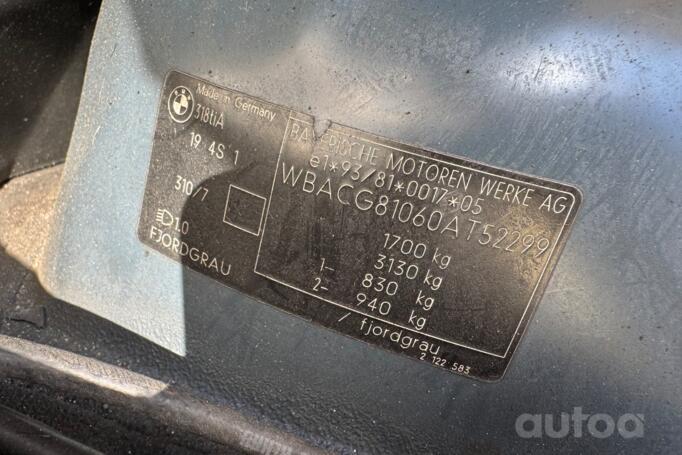 Made in Germany
318tiA
19 4S 1
310/7
1.0
FJORDGRAU
BAYERISCHE MOTOREN WERKE AG
e1*93/81*0017*05
WBACG81060AT52299
1700 kg
3130 kg
1- 830 kg
2- 940 kg
/ fjordgrau
2 122 583
autoa